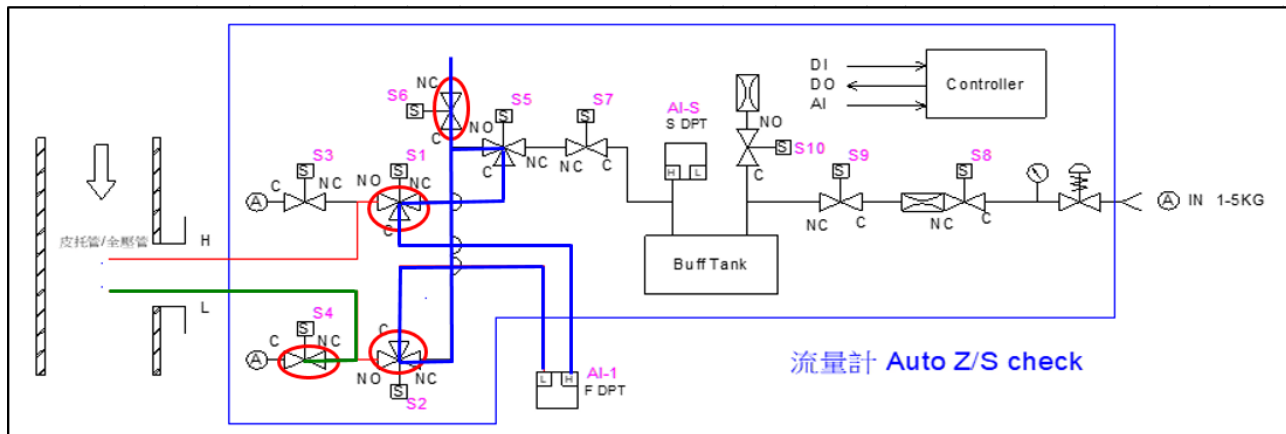 NC
S6
S
C
NO
S5
S
C
NC
S7
S
NC
C
AI-S
S DPT
H L
NO
S
S10
C
DI
DO
AI
Controller
S9
S
NC
C
S8
S
NC
C
A IN 1-5KG
S3
S
A
C
NC
S1
S
NO
NC
C
H
皮托管/全壓管
L
Buff Tank
S4
S
A
C
NC
C
NO
NC
S
S2
AI-1
L H
F DPT
流量計 Auto Z/S check